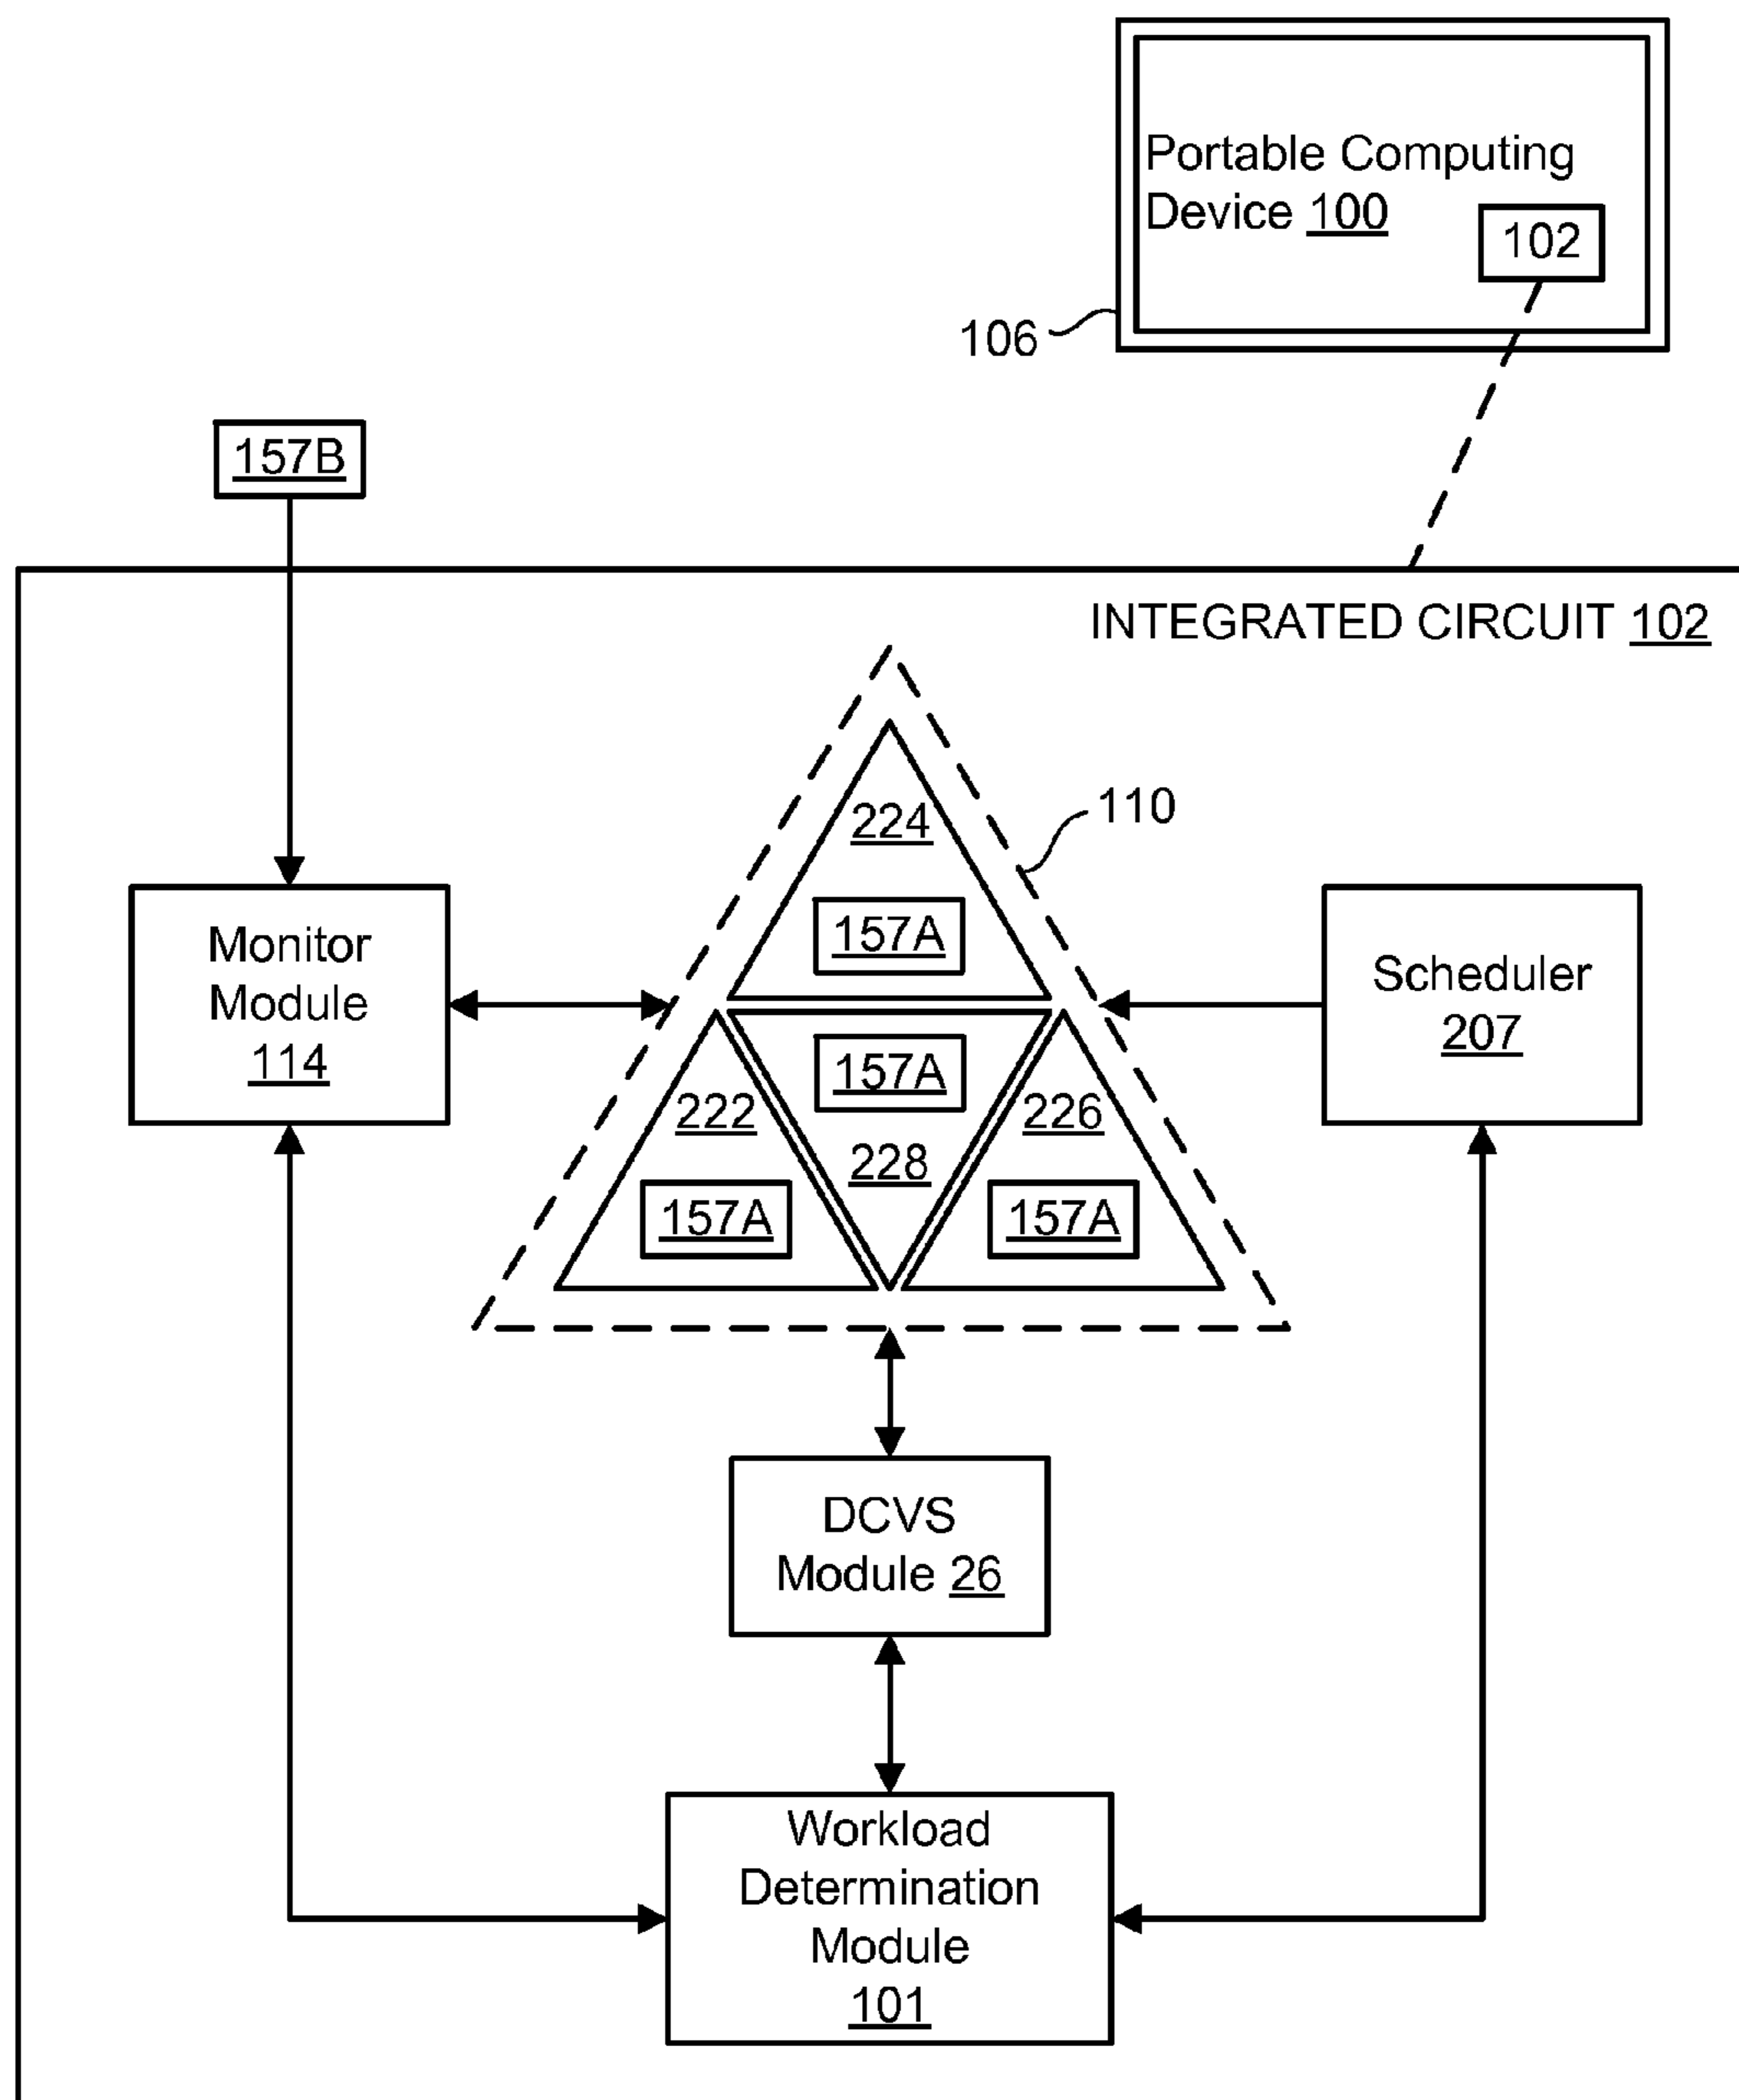 Portable Computing
Device 100
102
106
157B
INTEGRATED CIRCUIT 102
110
224
157A
Monitor
Module
114
Scheduler
207
157A
222
226
228
157A
157A
DCVS
Module 26
Workload
Determination
Module
101